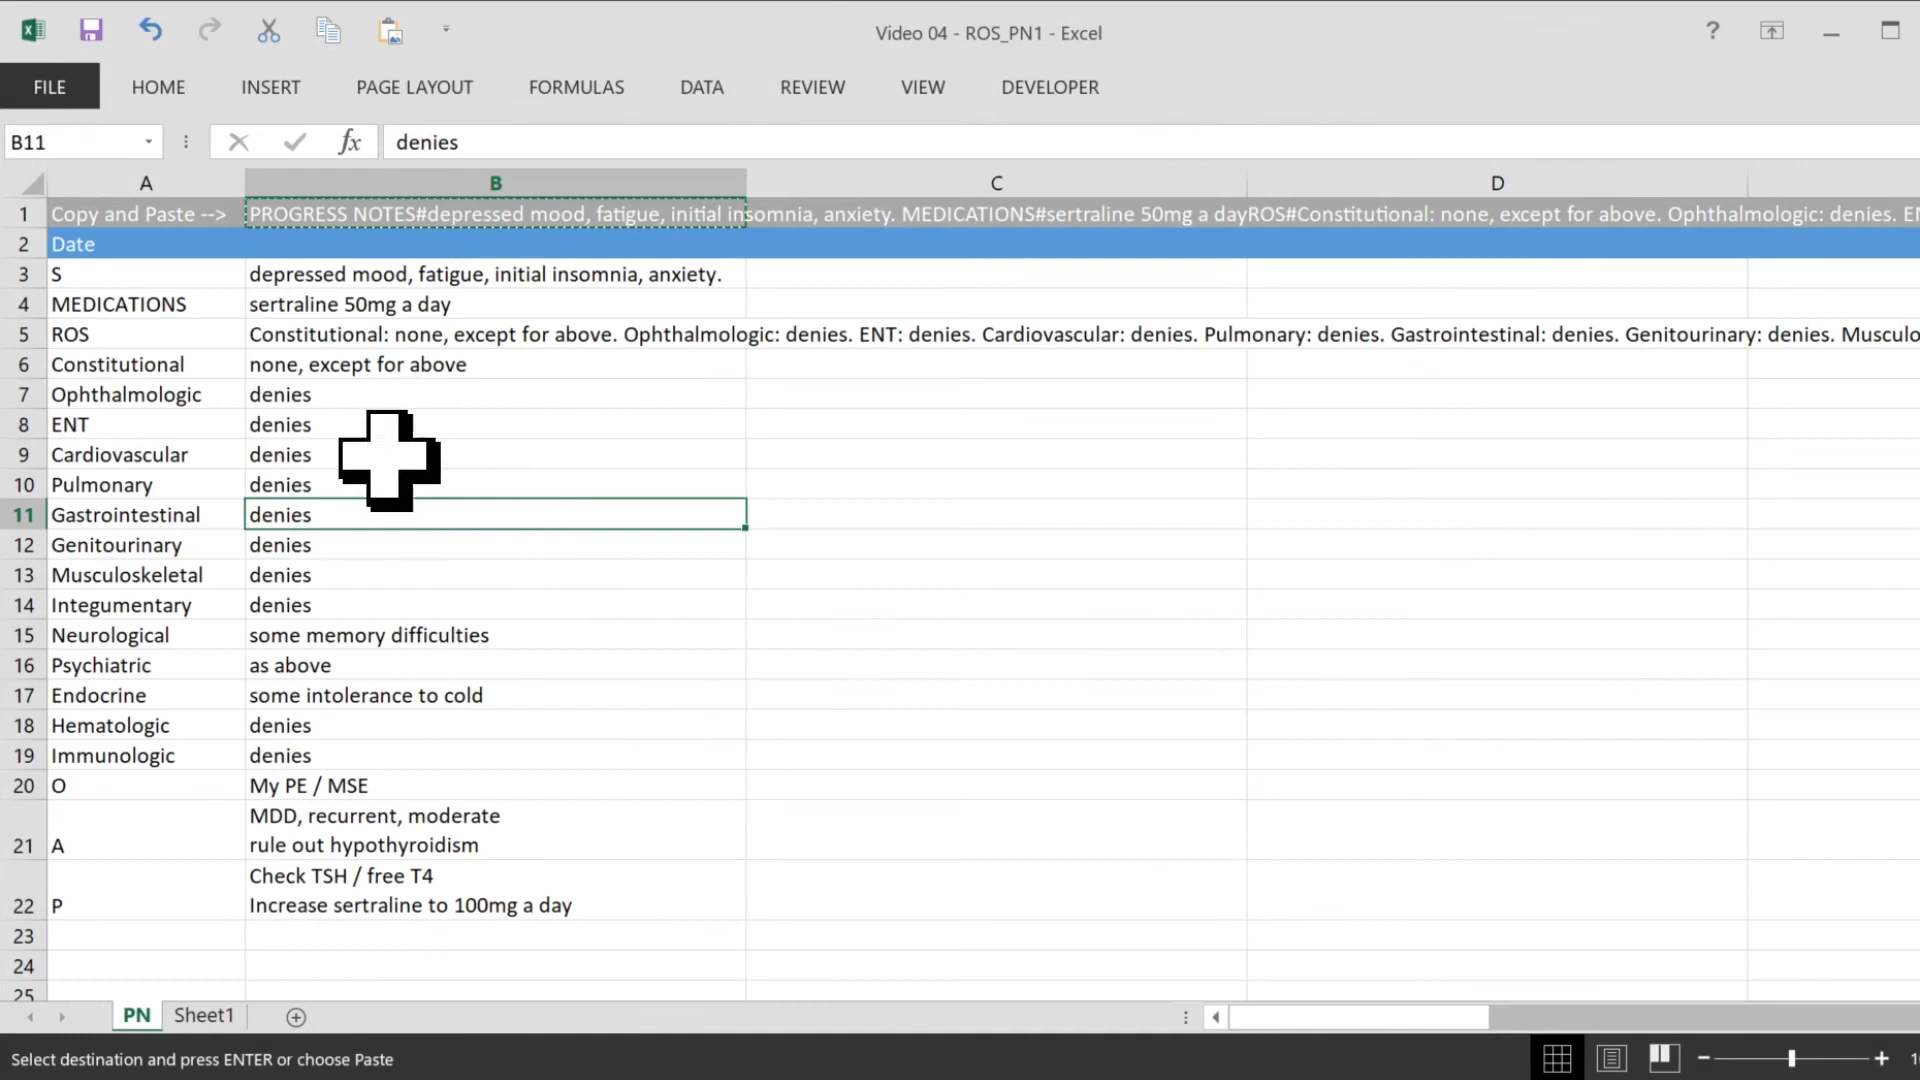 Video 04 - ROS_PN1 - Excel
?
FILE HOME INSERT PAGE LAYOUT FORMULAS DATA REVIEW VIEW DEVELOPER
B11 fx denies
A B C D
1 Copy and Paste --> PROGRESS NOTES#depressed mood, fatigue, initial insomnia, anxiety. MEDICATIONS#sertraline 50mg a dayROS#Constitutional: none, except for above. Ophthalmologic: denies. EN
2 Date
3 S depressed mood, fatigue, initial insomnia, anxiety.
4 MEDICATIONS sertraline 50mg a day
5 ROS Constitutional: none, except for above. Ophthalmologic: denies. ENT: denies. Cardiovascular: denies. Pulmonary: denies. Gastrointestinal: denies. Genitourinary: denies. Musculo
6 Constitutional none, except for above
7 Ophthalmologic denies
8 ENT denies
9 Cardiovascular denies
10 Pulmonary denies
11 Gastrointestinal denies
12 Genitourinary denies
13 Musculoskeletal denies
14 Integumentary denies
15 Neurological some memory difficulties
16 Psychiatric as above
17 Endocrine some intolerance to cold
18 Hematologic denies
19 Immunologic denies
20 O My PE / MSE
MDD, recurrent, moderate
21 A rule out hypothyroidism
Check TSH / free T4
22 P Increase sertraline to 100mg a day
23
24
25
PN Sheet1
Select destination and press ENTER or choose Paste